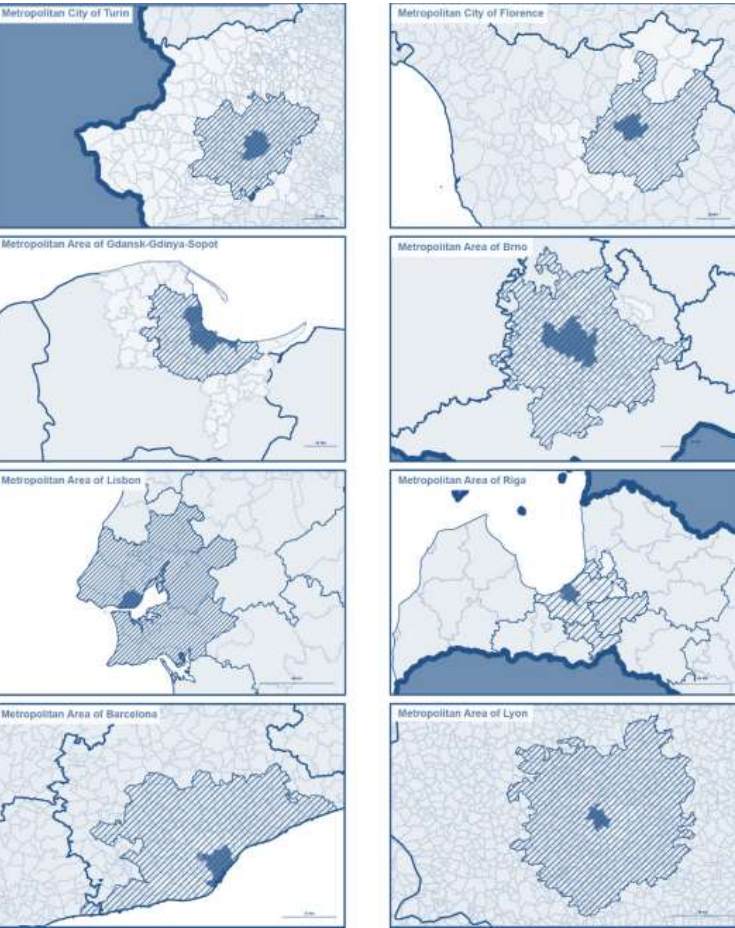 Metropolitan City of Turin
Metropolitan City of Florence
Metropolitan Area of Gdansk-Gdinya-Sopot
Metropolitan Area of Brno
Metropolitan Area of Lisbon
Metropolitan Area of Riga
Metropolitan Area of Barcelona
Metropolitan Area of Lyon